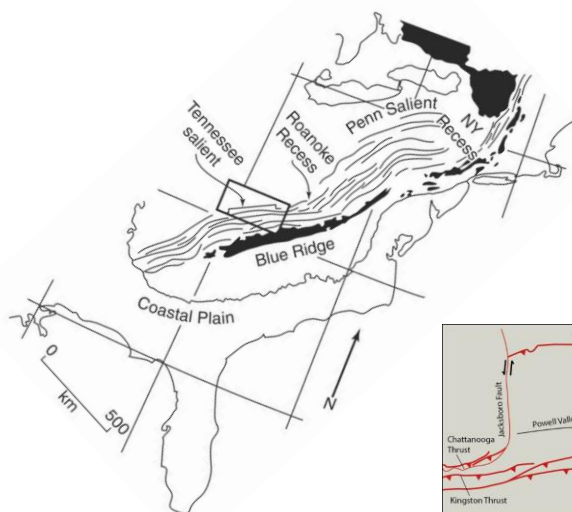 Tennessee
salient
Roanoke
Recess
Penn Salient
NY
Recess
Blue Ridge
Coastal Plain
0
km
500
N
Jacksboro Fault
Chattanooga
Thrust
Kingston Thrust